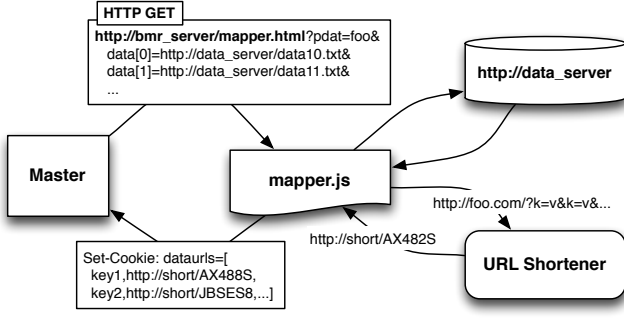 HTTP GET
http://bmr_server/mapper.html?pdat=foo&
data[0]=http://data_server/data10.txt&
data[1]=http://data_server/data11.txt&
...
http://data_server
Master
mapper.js
http://foo.com/?k=v&k=v&...
http://short/AX482S
URL Shortener
Set-Cookie: dataurls=[
key1,http://short/AX488S,
key2,http://short/JBSES8,...]